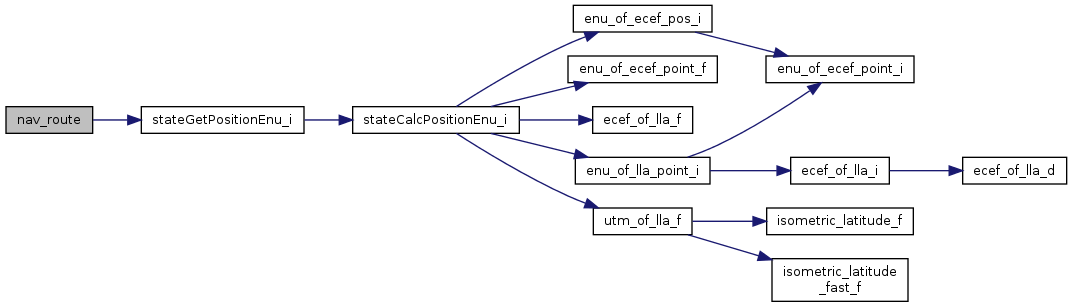 enu_of_ecef_pos_i
enu_of_ecef_point_f
enu_of_ecef_point_i
nav_route
stateGetPositionEnu_i
stateCalcPositionEnu_i
ecef_of_lla_f
enu_of_lla_point_i
ecef_of_lla_i
ecef_of_lla_d
utm_of_lla_f
isometric_latitude_f
isometric_latitude
_fast_f